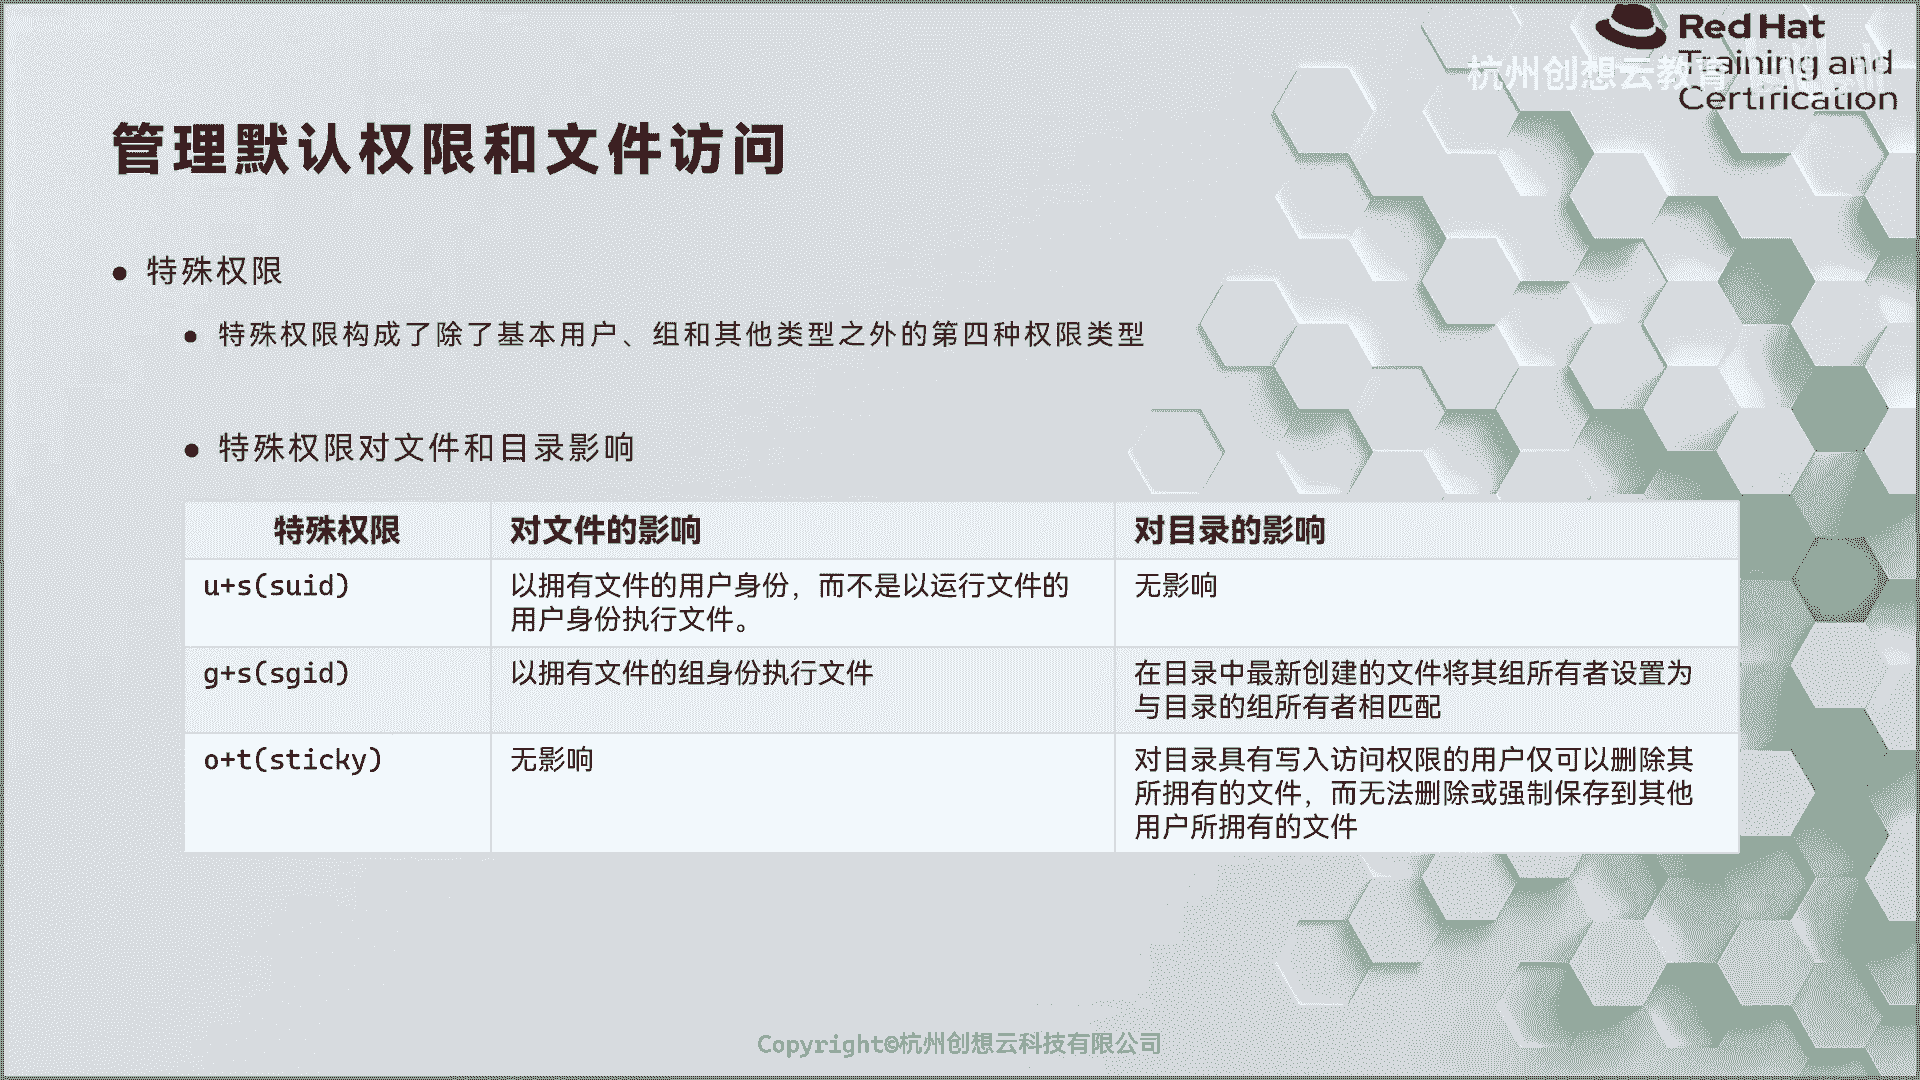 Red Hat
Training and
Certification
杭州创想云教育
管理默认权限和文件访问
特殊权限
特殊权限构成了除了基本用户、组和其他类型之外的第四种权限类型
特殊权限对文件和目录影响
特殊权限 对文件的影响 对目录的影响
u+s(suid) 以拥有文件的用户身份，而不是以运行文件的 无影响
用户身份执行文件。
g+s(sgid) 以拥有文件的组身份执行文件 在目录中最新创建的文件将其组所有者设置为
与目录的组所有者相匹配
o+t(sticky) 无影响 对目录具有写入访问权限的用户仅可以删除其
所拥有的文件，而无法删除或强制保存到其他
用户所拥有的文件
Copyright©杭州创想云科技有限公司